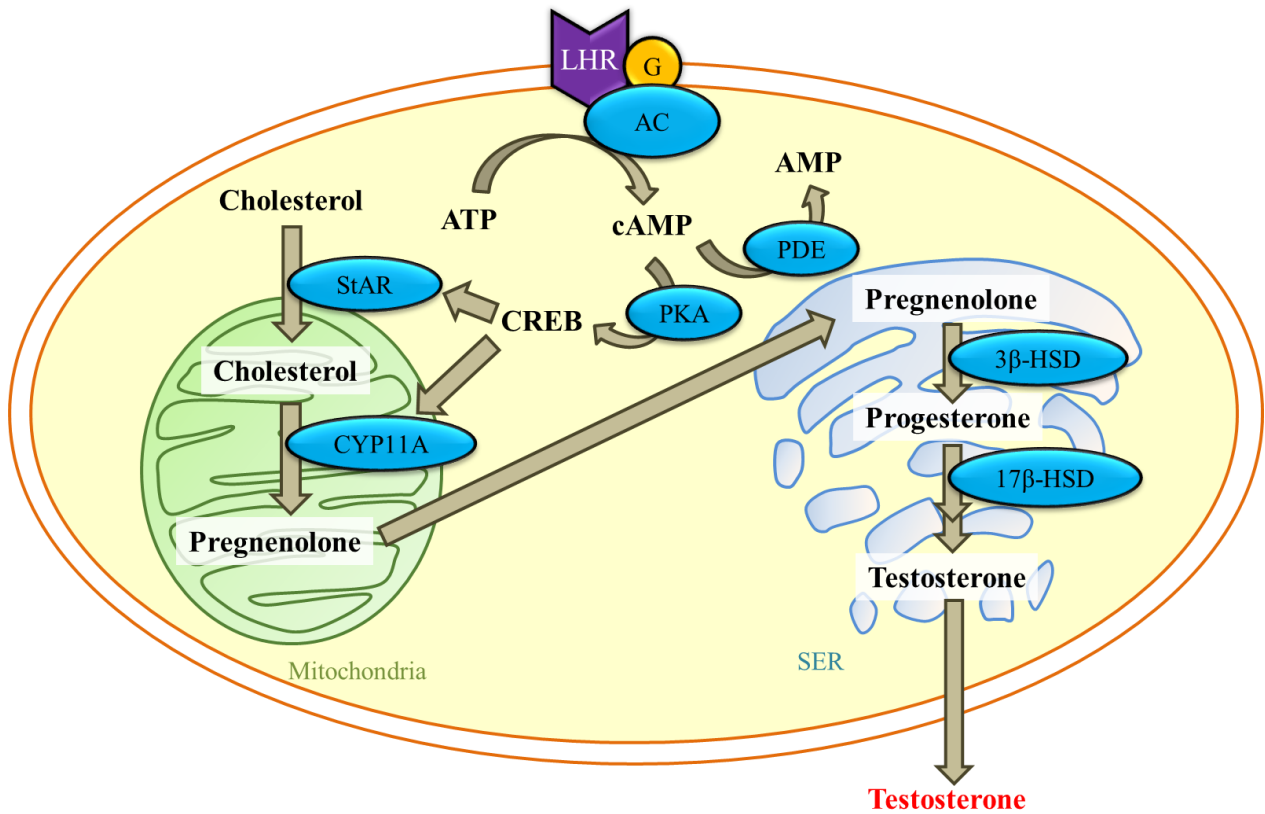 LHR
G
AC
AMP
Cholesterol
ATP
cAMP
PDE
StAR
CREB
PKA
Pregnenolone
Cholesterol
3β-HSD
Progesterone
CYP11A
17β-HSD
Pregnenolone
Testosterone
Mitochondria
SER
Testosterone